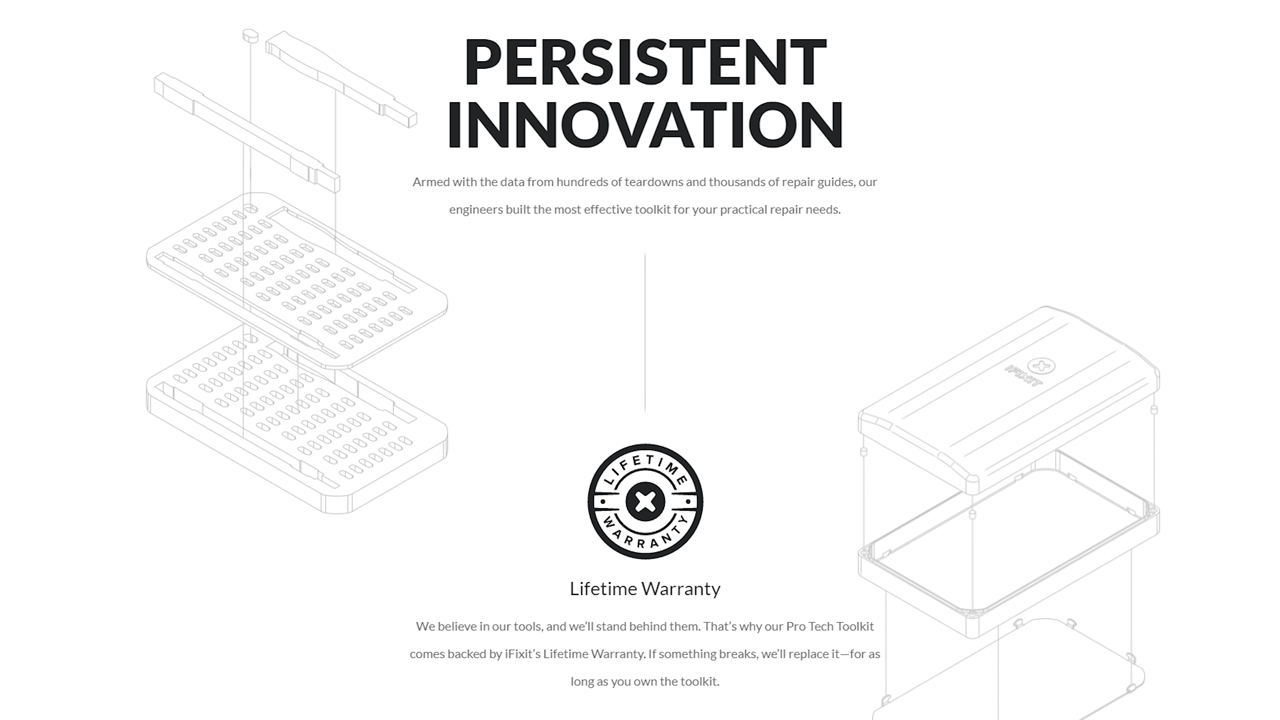 PERSISTENT
INNOVATION
Armed with the data from hundreds of teardowns and thousands of repair guides, our
engineers built the most effective toolkit for your practical repair needs.
IFIXIT
LIFETIME
WARRANTY
Lifetime Warranty
We believe in our tools, and we’ll stand behind them. That’s why our Pro Tech Toolkit
comes backed by iFixit’s Lifetime Warranty. If something breaks, we’ll replace it—for as
long as you own the toolkit.